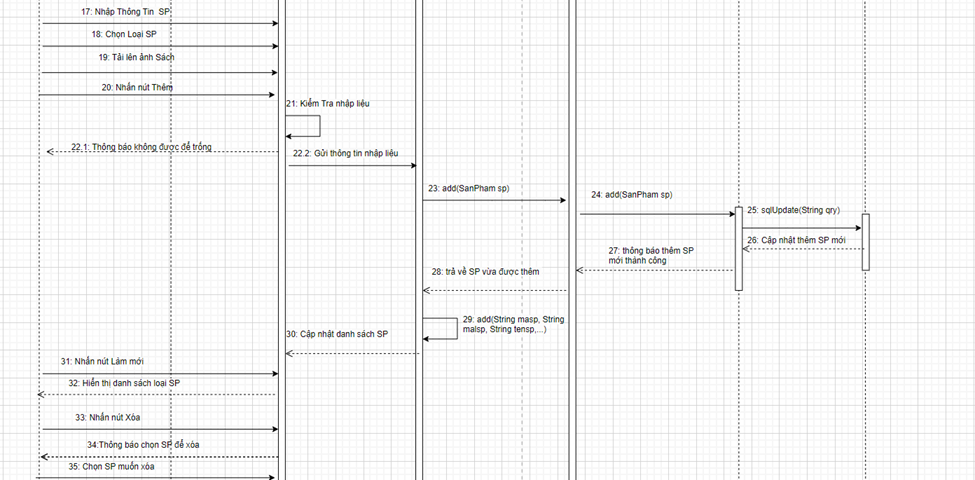 17: Nhập Thông Tin SP
18: Chọn Loại SP
19: Tải lên ảnh Sách
20: Nhấn nút Thêm
21: Kiểm Tra nhập liệu
22.1: Thông báo không được để trống
22.2: Gửi thông tin nhập liệu
23: add(SanPham sp)
24: add(SanPham sp)
25: sqlUpdate(String qry)
26: Cập nhật thêm SP mới
27: thông báo thêm SP
mới thành công
28: trả về SP vừa được thêm
29: add(String masp, String
malsp, String tensp,...)
30: Cập nhật danh sách SP
31: Nhấn nút Làm mới
32: Hiển thị danh sách loại SP
33: Nhấn nút Xóa
34:Thông báo chọn SP để xóa
35: Chọn SP muốn xóa